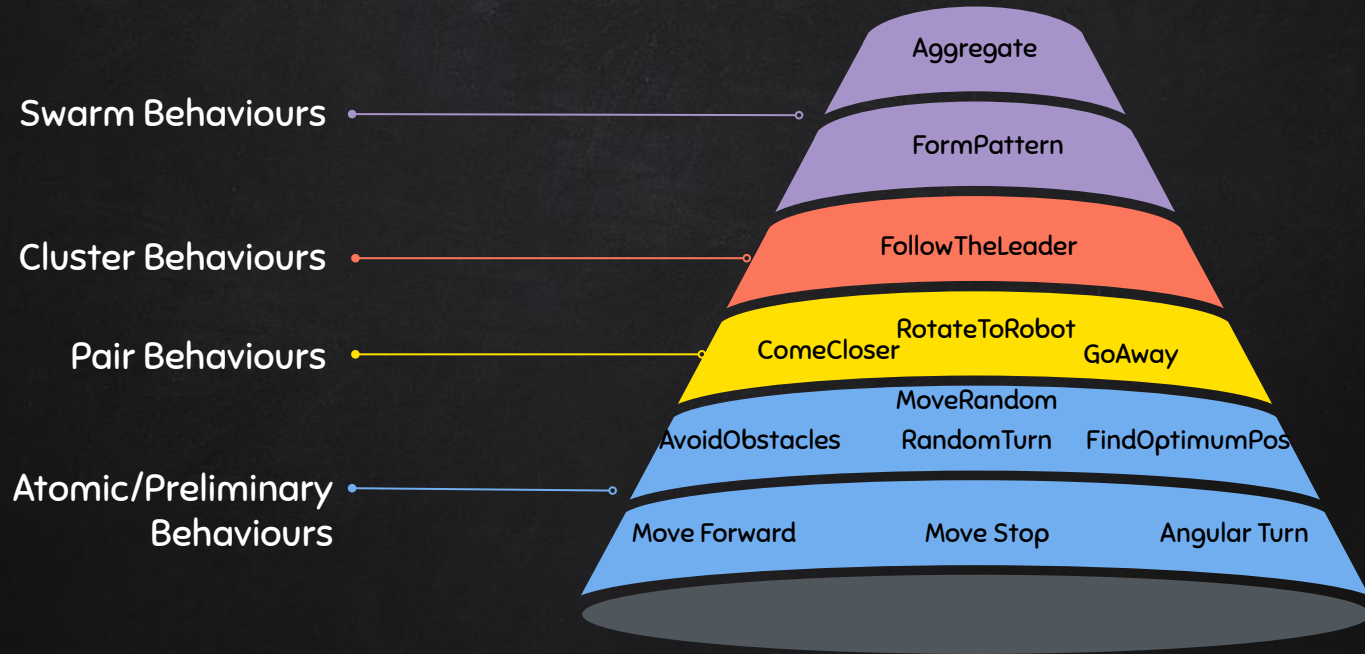 Aggregate
Swarm Behaviours
FormPattern
Cluster Behaviours
FollowTheLeader
Pair Behaviours
ComeCloser
RotateToRobot
GoAway
MoveRandom
AvoidObstacles
RandomTurn
FindOptimumPos
Atomic/Preliminary
Behaviours
Move Forward
Move Stop
Angular Turn